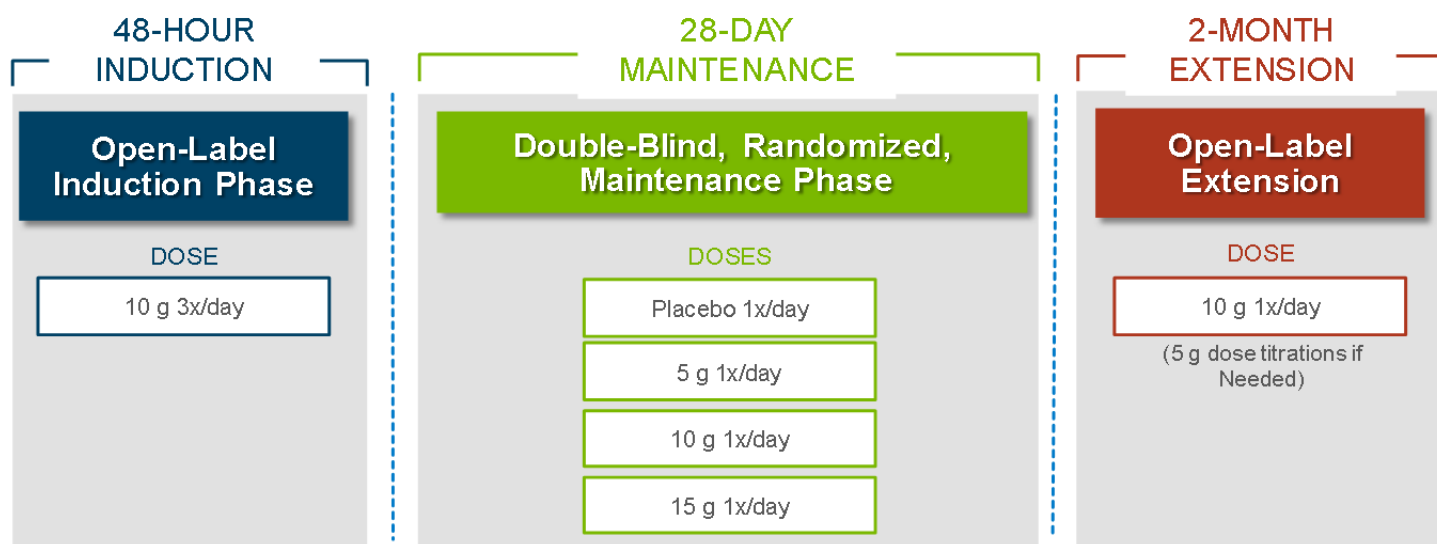 48-HOUR
INDUCTION
Open-Label
Induction Phase
DOSE
10 g 3x/day
28-DAY
MAINTENANCE
Double-Blind, Randomized,
Maintenance Phase
DOSES
Placebo 1x/day
5 g 1x/day
10 g 1x/day
15 g 1x/day
2-MONTH
EXTENSION
Open-Label
Extension
DOSE
10 g 1x/day
(5 g dose titrations if
Needed)